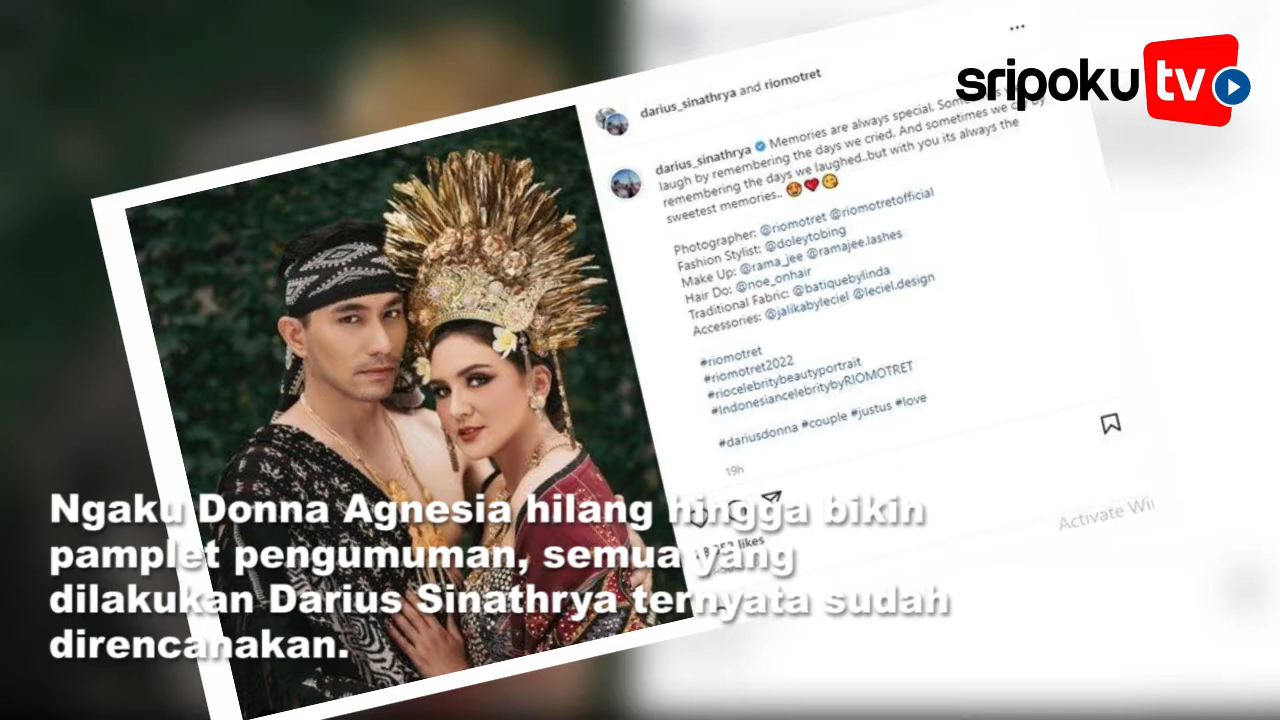 sripoku tv
darius_sinathrya and riomotret
darius_sinathrya Memories are always special.
laugh by remembering the days we cried. And sometimes we
remembering the days we laughed..but with you its always the
sweetest memories..
Photographer: @riomotret @riomotretofficial
Fashion Stylist: @doleytobing
Make Up: @rama_jee @ramajee.lashes
Hair Do: @noe_onhair
Traditional Fabric: @batiquebylinda
Accessories: @jalikabyleciel @leciel.design
#riomotret
#riomotret2022
#riocelebritybeautyportrait
#IndonesiancelebritybyRIOMOTRET
#dariusdonna #couple #justus #love
19h
likes
Activate
Ngaku Donna Agnesia hilang hingga bikin
pamplet pengumuman, semua yang
dilakukan Darius Sinathrya ternyata sudah
direncanakan.